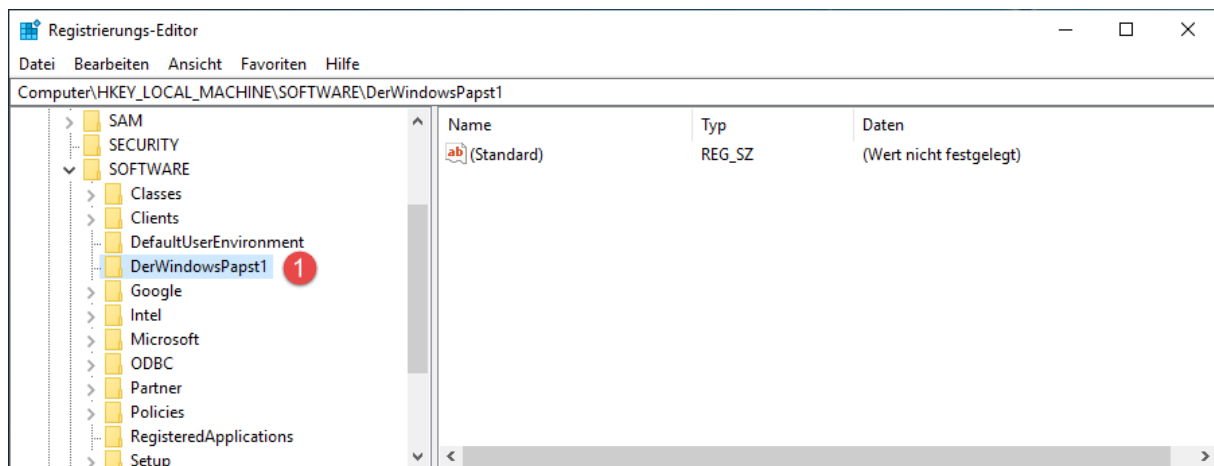 Registrierungs-Editor
Datei Bearbeiten Ansicht Favoriten Hilfe
Computer\HKEY_LOCAL_MACHINE\SOFTWARE\DerWindowsPapst1
SAM
SECURITY
SOFTWARE
Classes
Clients
DefaultUserEnvironment
DerWindowsPapst1 1
Google
Intel
Microsoft
ODBC
Partner
Policies
RegisteredApplications
Setup
Name Typ Daten
ab (Standard) REG_SZ (Wert nicht festgelegt)